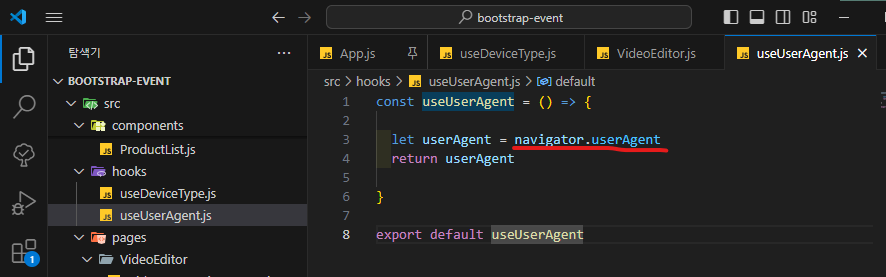 bootstrap-event
탐색기
App.js
useDeviceType.js
VideoEditor.js
useUserAgent.js
BOOTSTRAP-EVENT
src
components
ProductList.js
hooks
useDeviceType.js
useUserAgent.js
pages
VideoEditor
1
src > hooks > JS useUserAgent.js > default
1 const useUserAgent = () => {
2
3 let userAgent = navigator.userAgent
4 return userAgent
5
6 }
7
8 export default useUserAgent